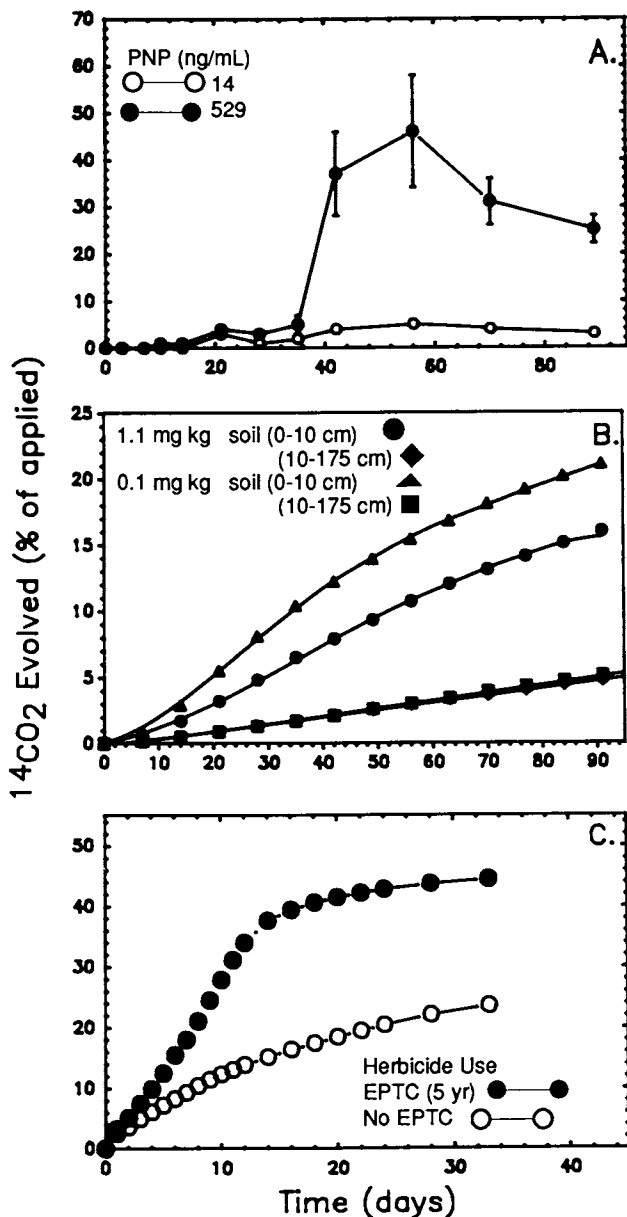 70
60
50
40
30
20
10
0
PNP (ng/mL)
14
529
A.
0 20 40 60 80
25
20
15
10
5
0
1.1 mg kg soil (0-10 cm)
(10-175 cm)
0.1 mg kg soil (0-10 cm)
(10-175 cm)
B.
0 10 20 30 40 50 60 70 80 90
14CO2 Evolved (% of applied)
50
40
30
20
10
0
C.
Herbicide Use
EPTC (5 yr)
No EPTC
0 10 20 30 40
Time (days)